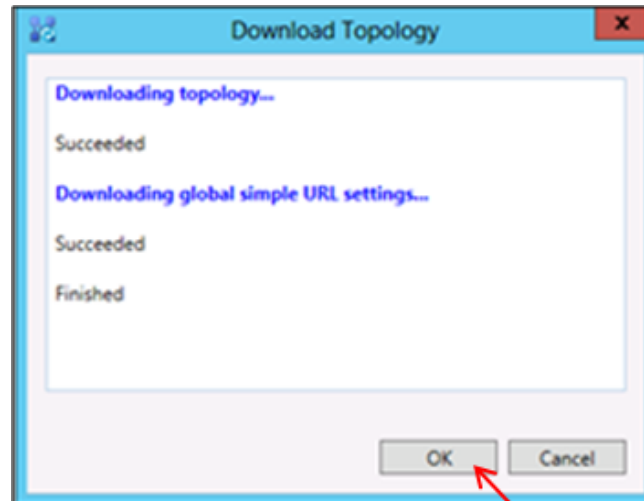 Download Topology
x
Downloading topology...
Succeeded
Downloading global simple URL settings...
Succeeded
Finished
OK
Cancel